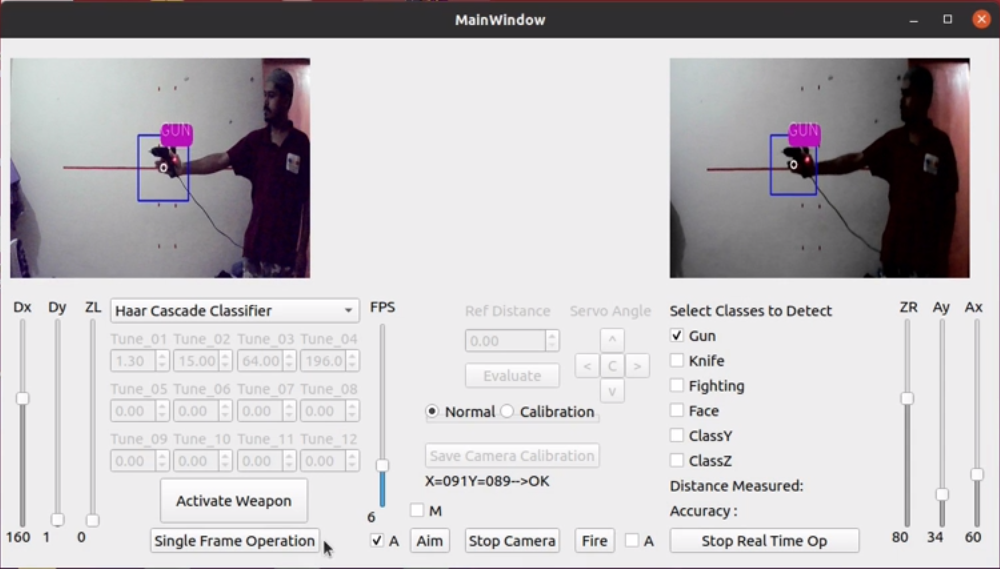 MainWindow
GUN
GUN
Dx Dy ZL Haar Cascade Classifier FPS Ref Distance Servo Angle Select Classes to Detect ZR Ay Ax
Tune_01 Tune_02 Tune_03 Tune_04
1.30 15.00 64.00 196.0
0.00 ^
Gun
< C >
Knife
Evaluate
v
Tune_05 Tune_06 Tune_07 Tune_08
Fighting
0.00 0.00 0.00 0.00
Normal Calibration
Face
Tune_09 Tune_10 Tune_11 Tune_12
ClassY
0.00 0.00 0.00 0.00
Save Camera Calibration
ClassZ
X=091Y=089-->OK
Distance Measured:
Activate Weapon
M
Accuracy :
6
160 1 0 Single Frame Operation A Aim Stop Camera Fire A Stop Real Time Op 80 34 60